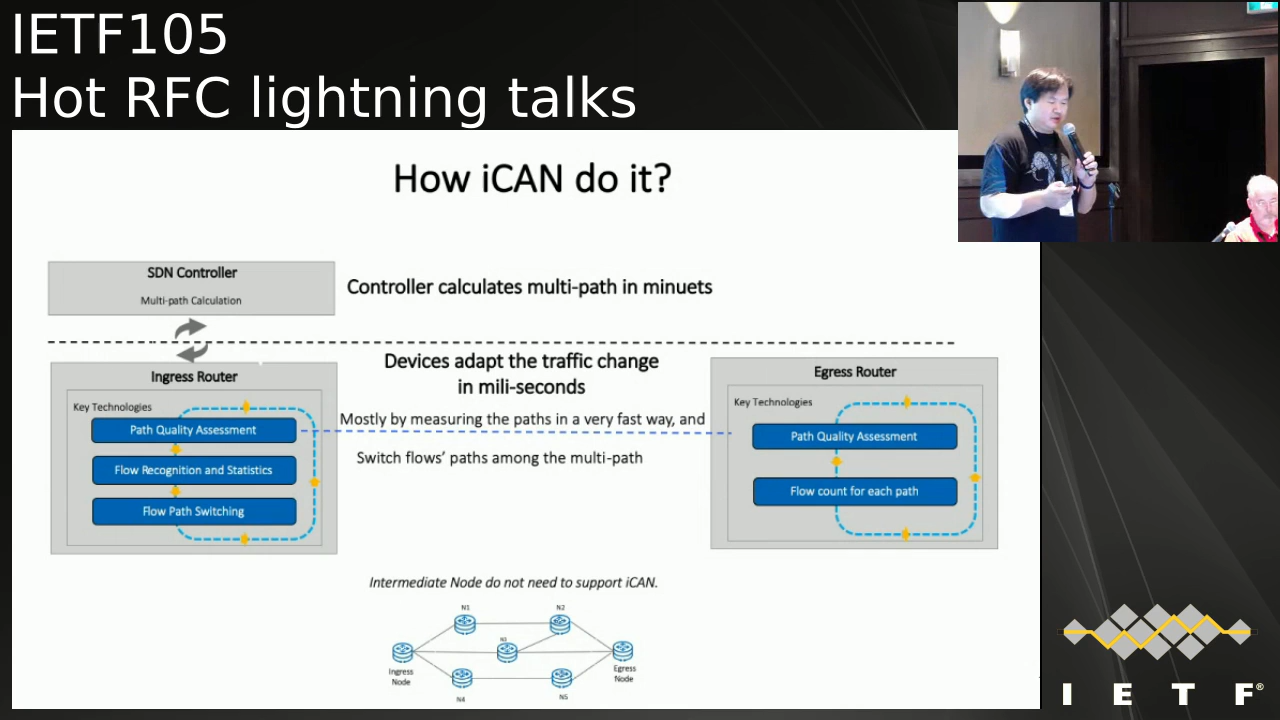 IETF105
Hot RFC lightning talks
How iCAN do it?
SDN Controller
Multi-path Calculation
Controller calculates multi-path in minuets
Devices adapt the traffic change
in mili-seconds
Mostly by measuring the paths in a very fast way, and
Switch flows' paths among the multi-path
Ingress Router
Key Technologies
Path Quality Assessment
Flow Recognition and Statistics
Flow Path Switching
Egress Router
Key Technologies
Path Quality Assessment
Flow count for each path
Intermediate Node do not need to support iCAN.
N1
N2
N3
Ingress
Node
Egress
Node
N4
N5
I E T F®